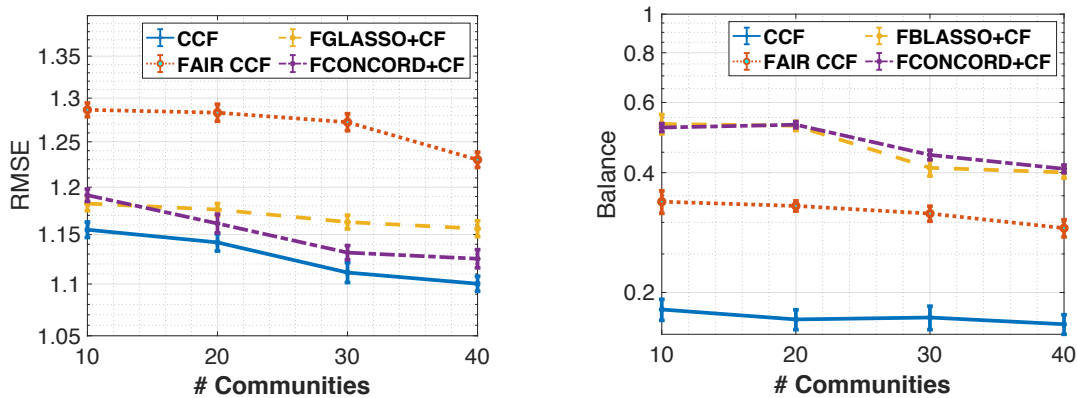 CCF
FGLASSO+CF
FAIR CCF
FCONCORD+CF
1.35
1.3
1.25
1.2
1.15
1.1
1.05
RMSE
10
20
30
40
# Communities
CCF
FBLASSO+CF
FAIR CCF
FCONCORD+CF
1
0.8
0.6
0.4
0.2
Balance
10
20
30
40
# Communities